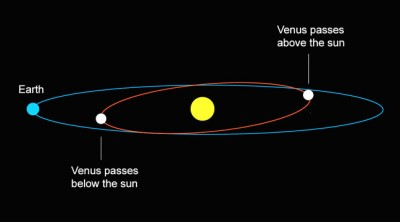 Venus passes
above the sun
Earth
Venus passes
below the sun